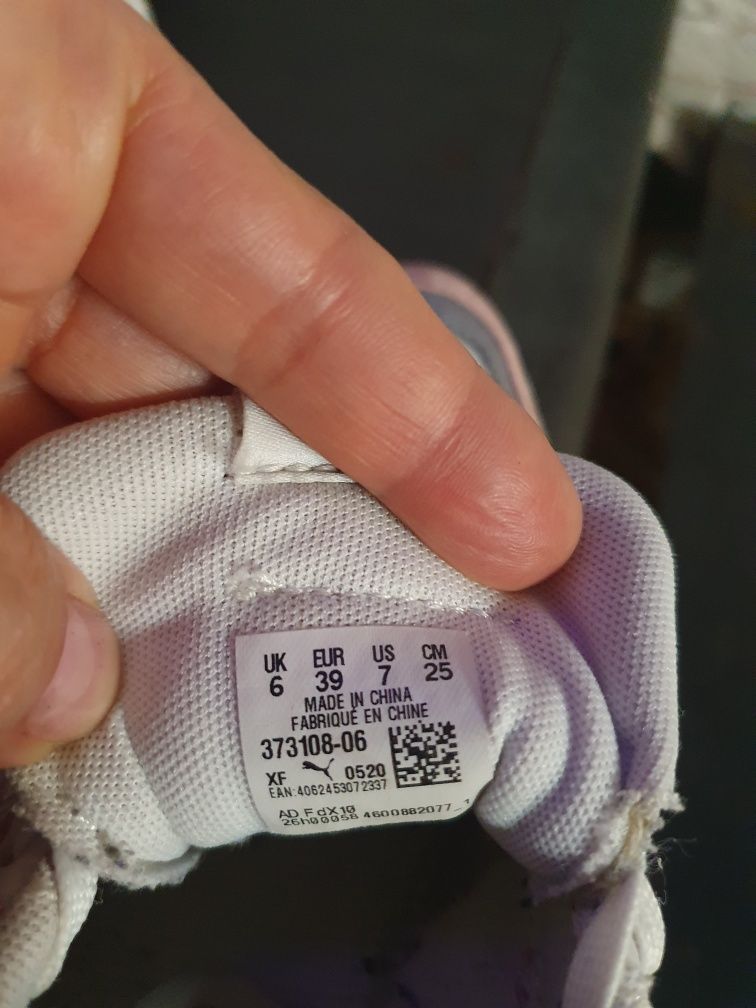 UK EUR US CM
6 39 7 25
MADE IN CHINA
FABRIQUÉ EN CHINE
373108-06
XF 0520
EAN:4062453072337
AD F dX10
26h00058 4600882077_1